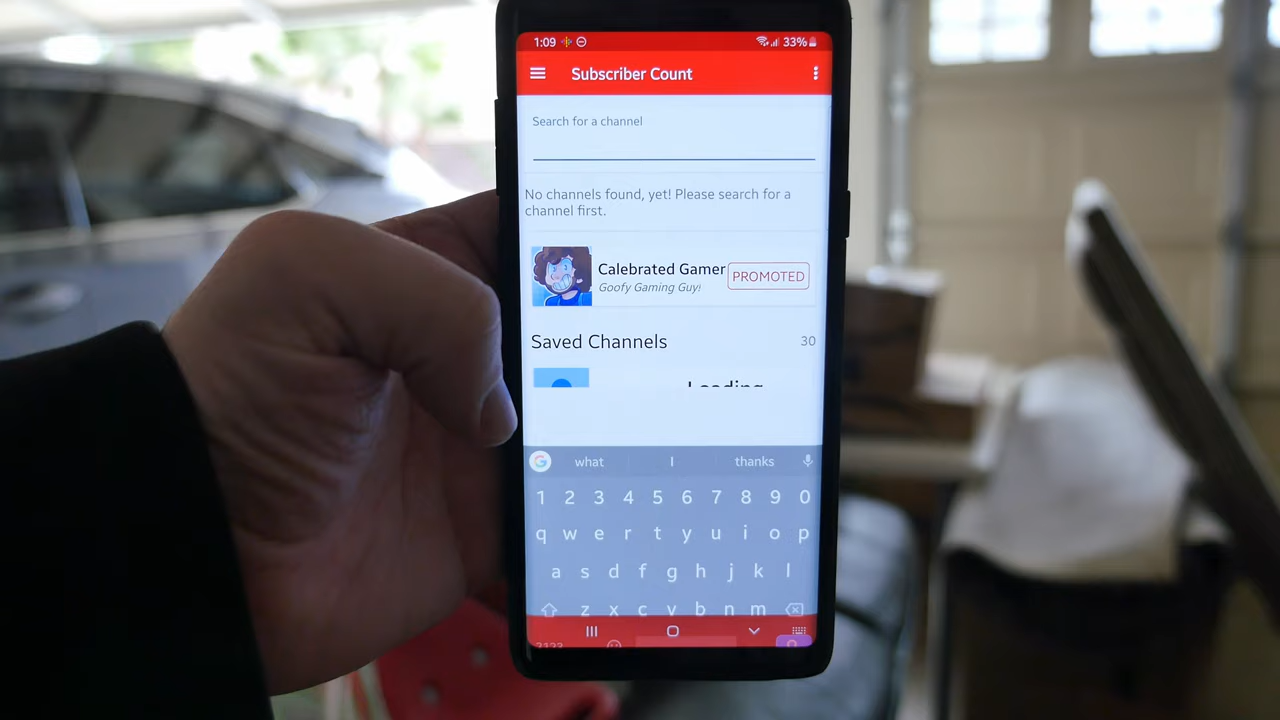 1:09 33%
Subscriber Count
Search for a channel
No channels found, yet! Please search for a
channel first.
Calebrated Gamer PROMOTED
Goofy Gaming Guy!
Saved Channels 30
Loading
G what I thanks
1 2 3 4 5 6 7 8 9 0
q w e r t y u i o p
a s d f g h j k l
z x c v b n m